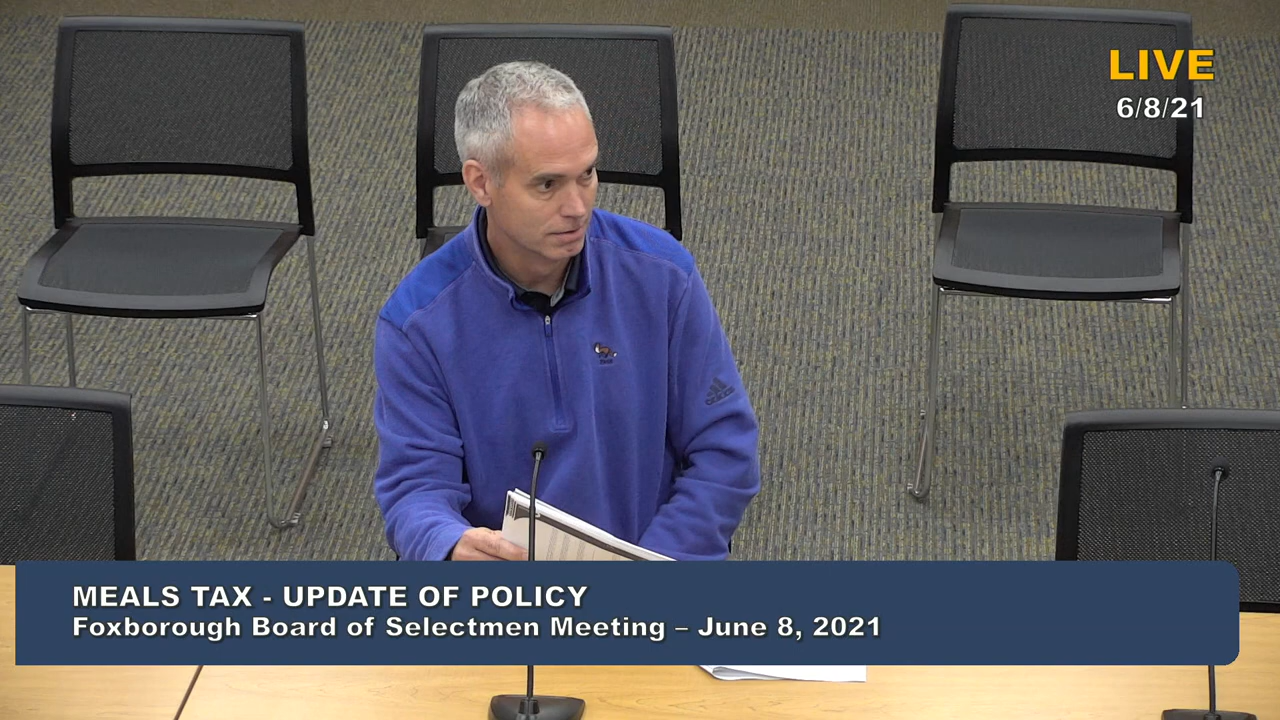 LIVE
6/8/21
MEALS TAX - UPDATE OF POLICY
Foxborough Board of Selectmen Meeting – June 8, 2021